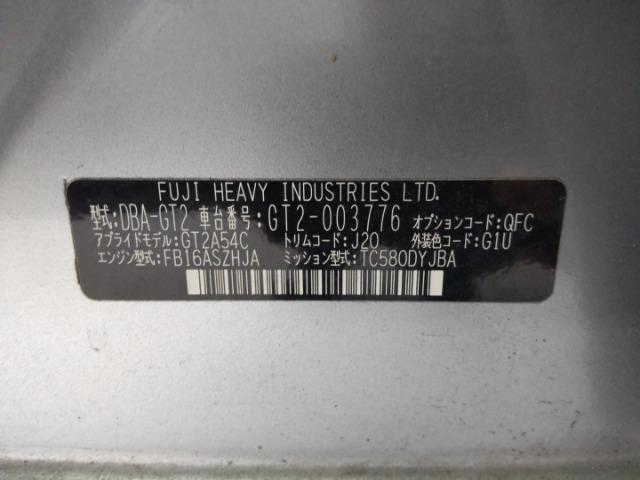 FUJI HEAVY INDUSTRIES LTD.
型式:DBA-GT2 車台番号:GT2-003776 オプションコード:QFC
アプライドモデル:GT2A54C トリムコード:J20 外装色コード:G1U
エンジン型式:FB16ASZHJA ミッション型式:TC580DYJBA